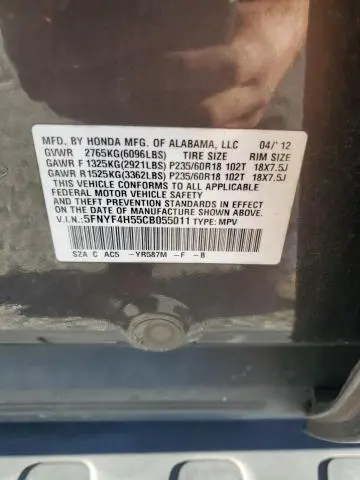 MFD. BY HONDA MFG. OF ALABAMA, LLC 04/'12
GVWR 2765KG(6096LBS) TIRE SIZE RIM SIZE
GAWR F 1325KG(2921LBS) P235/60R18 102T 18X7.5J
GAWR R1525KG(3362LBS) P235/60R18 102T 18X7.5J
THIS VEHICLE CONFORMS TO ALL APPLICABLE
FEDERAL MOTOR VEHICLE SAFETY
AND THEFT PREVENTION STANDARDS IN EFFECT
ON THE DATE OF MANUFACTURE SHOWN ABOVE.
V.I.N.: 5FNYF4H55CB055011 TYPE: MPV
SZA C AC5 -YR587M -F -B